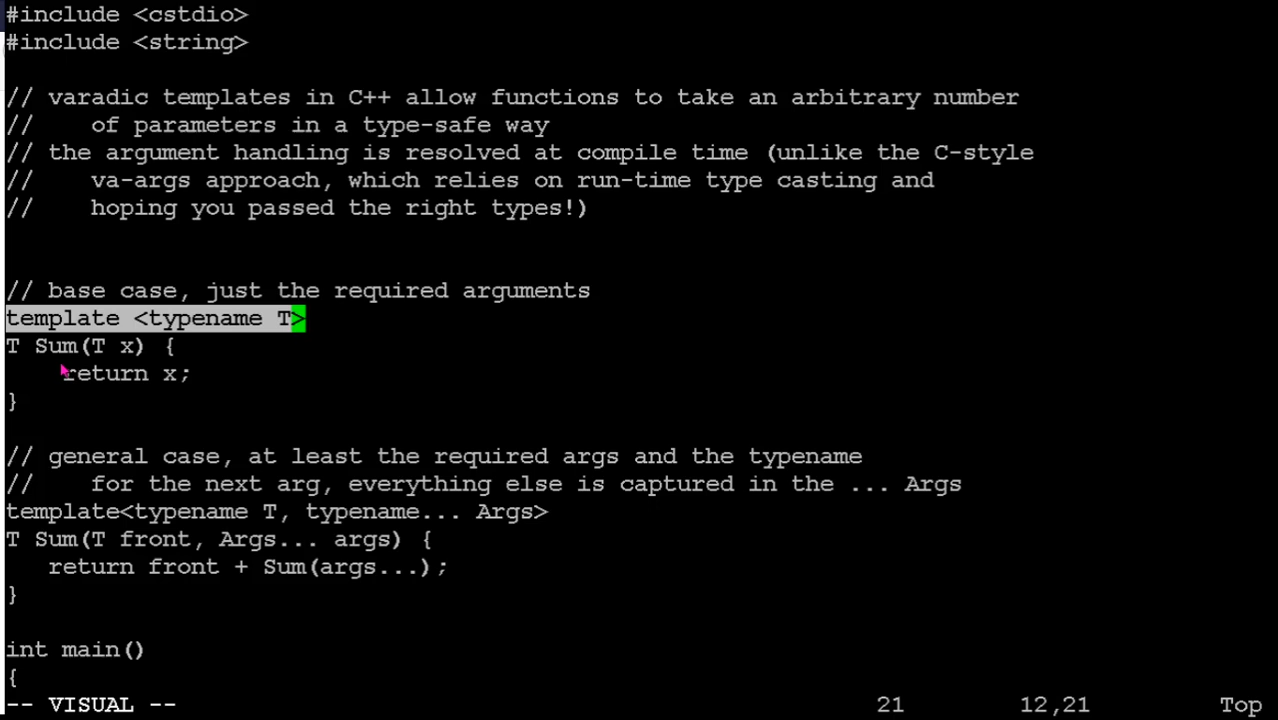 #include <cstdio>
#include <string>
// varadic templates in C++ allow functions to take an arbitrary number
//    of parameters in a type-safe way
// the argument handling is resolved at compile time (unlike the C-style
//    va-args approach, which relies on run-time type casting and
//    hoping you passed the right types!)
// base case, just the required arguments
template <typename T>
T Sum(T x) {
    return x;
}
// general case, at least the required args and the typename
//    for the next arg, everything else is captured in the ... Args
template<typename T, typename... Args>
T Sum(T front, Args... args) {
   return front + Sum(args...);
}
int main()
{
-- VISUAL -- 21 12,21 Top